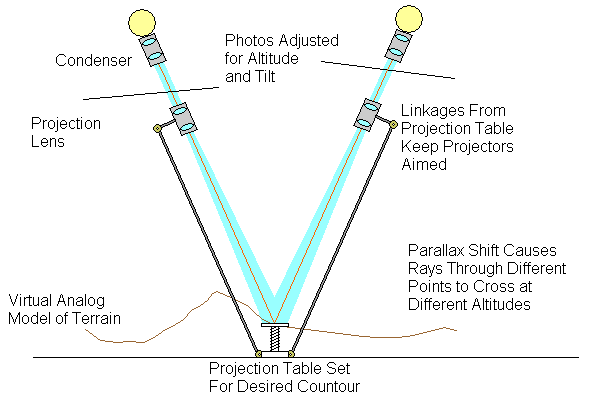 Photos Adjusted
for Altitude
and Tilt
Condenser
Projection
Lens
Linkages From
Projection Table
Keep Projectors
Aimed
Parallax Shift Causes
Rays Through Different
Points to Cross at
Different Altitudes
Virtual Analog
Model of Terrain
Projection Table Set
For Desired Countour